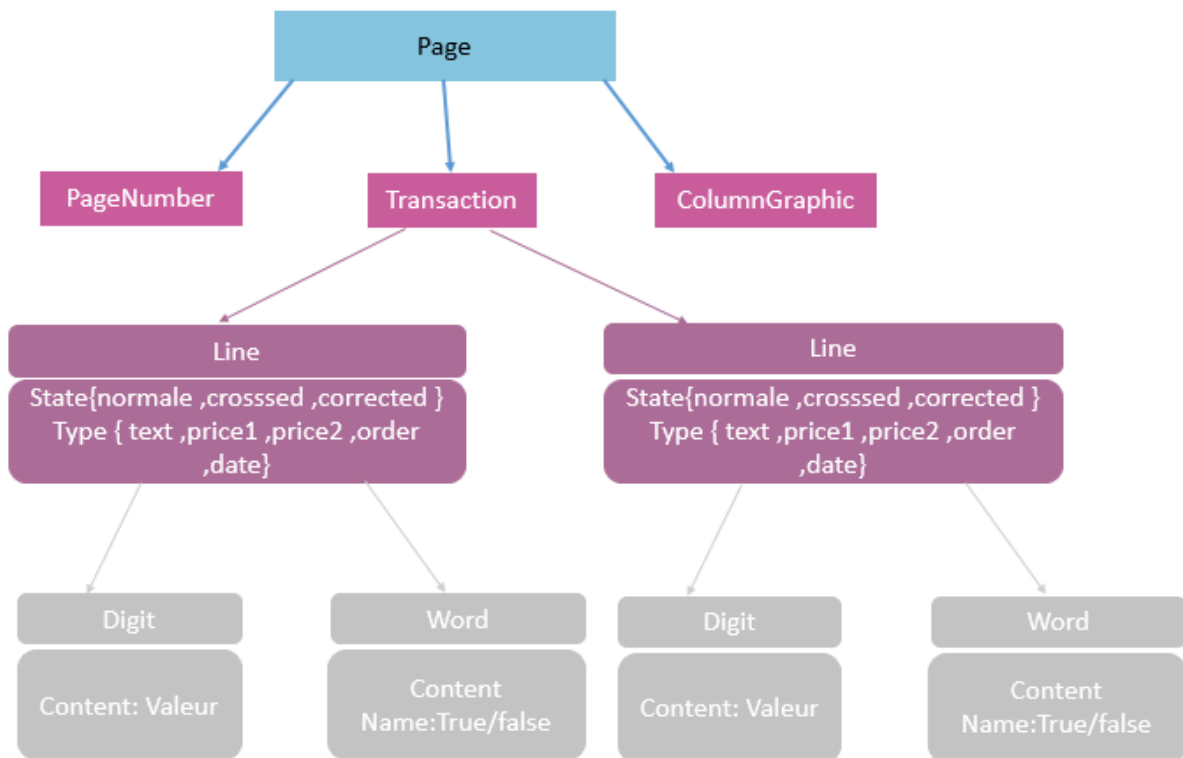 Page
PageNumber
Transaction
ColumnGraphic
Line
State{normale ,crosssed ,corrected }
Type { text ,price1 ,price2 ,order
,date}
Line
State{normale ,crosssed ,corrected }
Type { text ,price1 ,price2 ,order
,date}
Digit
Content: Valeur
Word
Content
Name:True/false
Digit
Content: Valeur
Word
Content
Name:True/false